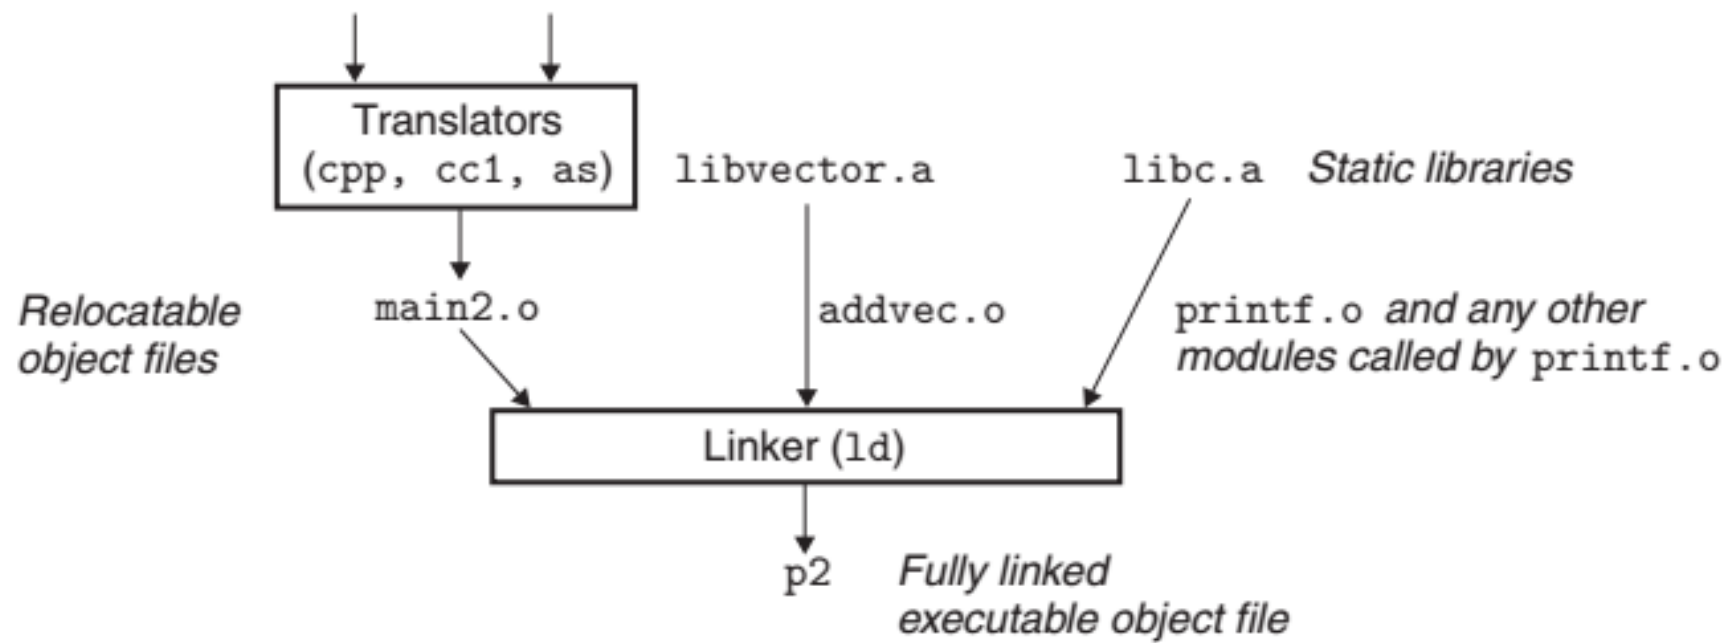 Translators
(cpp, cc1, as)
libvector.a
libc.a Static libraries
Relocatable
object files
main2.o
addvec.o
printf.o and any other
modules called by printf.o
Linker (ld)
p2
Fully linked
executable object file